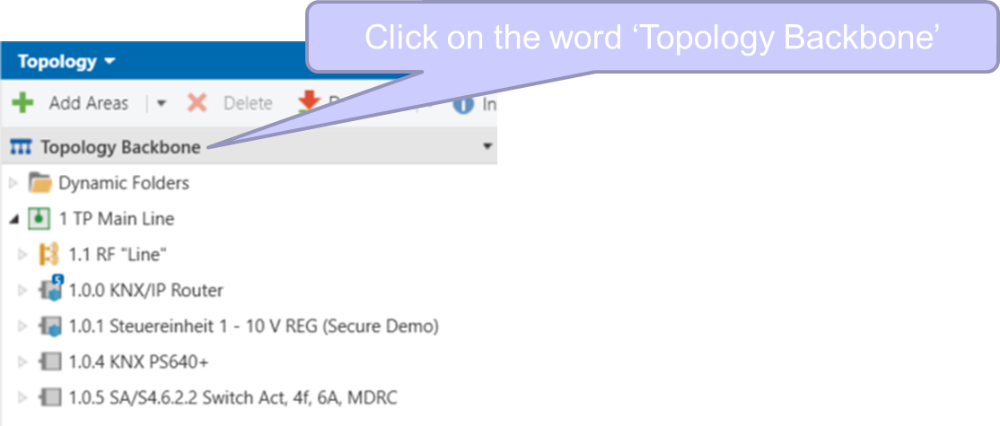 Click on the word ‘Topology Backbone’
Topology
Add Areas Delete In
Topology Backbone
Dynamic Folders
1 TP Main Line
1.1 RF "Line"
1.0.0 KNX/IP Router
1.0.1 Steuereinheit 1 - 10 V REG (Secure Demo)
1.0.4 KNX PS640+
1.0.5 SA/S4.6.2.2 Switch Act, 4f, 6A, MDRC